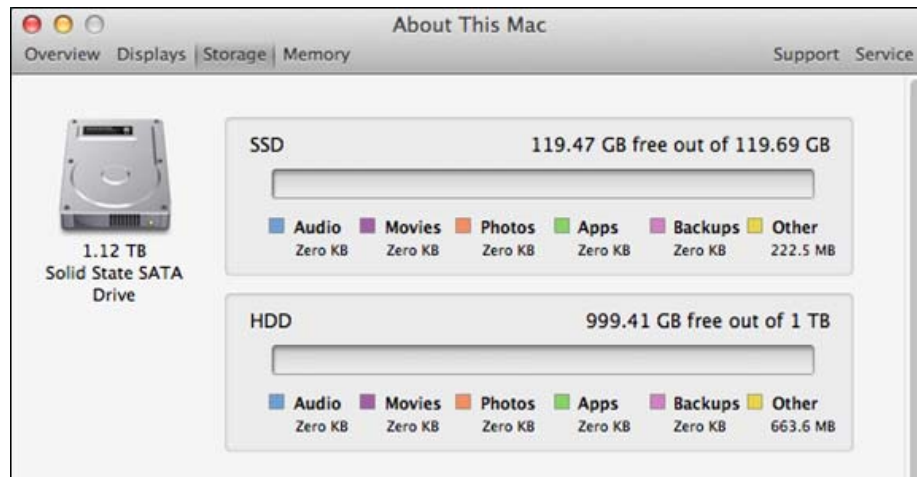 About This Mac
Overview Displays Storage Memory Support Service
1.12 TB
Solid State SATA
Drive
SSD 119.47 GB free out of 119.69 GB
Audio Movies Photos Apps Backups Other
Zero KB Zero KB Zero KB Zero KB Zero KB 222.5 MB
HDD 999.41 GB free out of 1 TB
Audio Movies Photos Apps Backups Other
Zero KB Zero KB Zero KB Zero KB Zero KB 663.6 MB